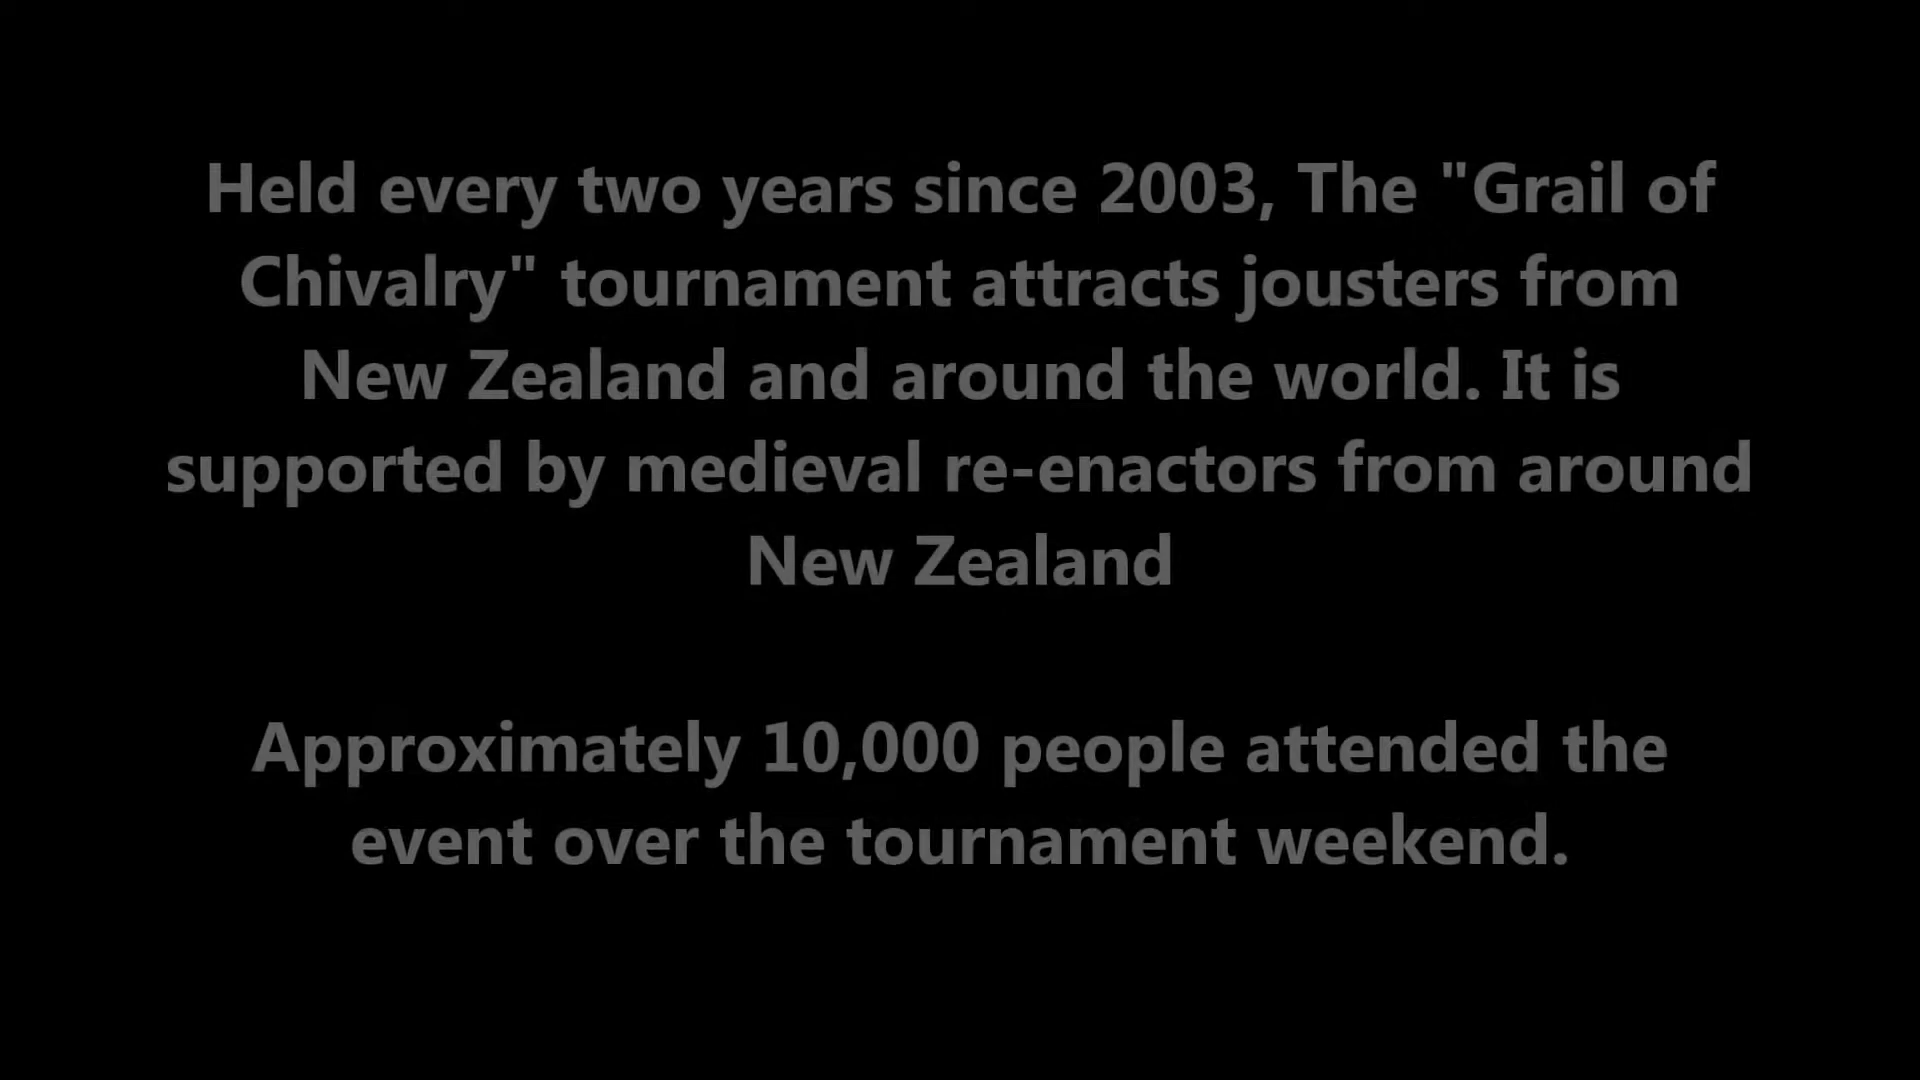 Held every two years since 2003, The "Grail of
Chivalry" tournament attracts jousters from
New Zealand and around the world. It is
supported by medieval re-enactors from around
New Zealand
Approximately 10,000 people attended the
event over the tournament weekend.